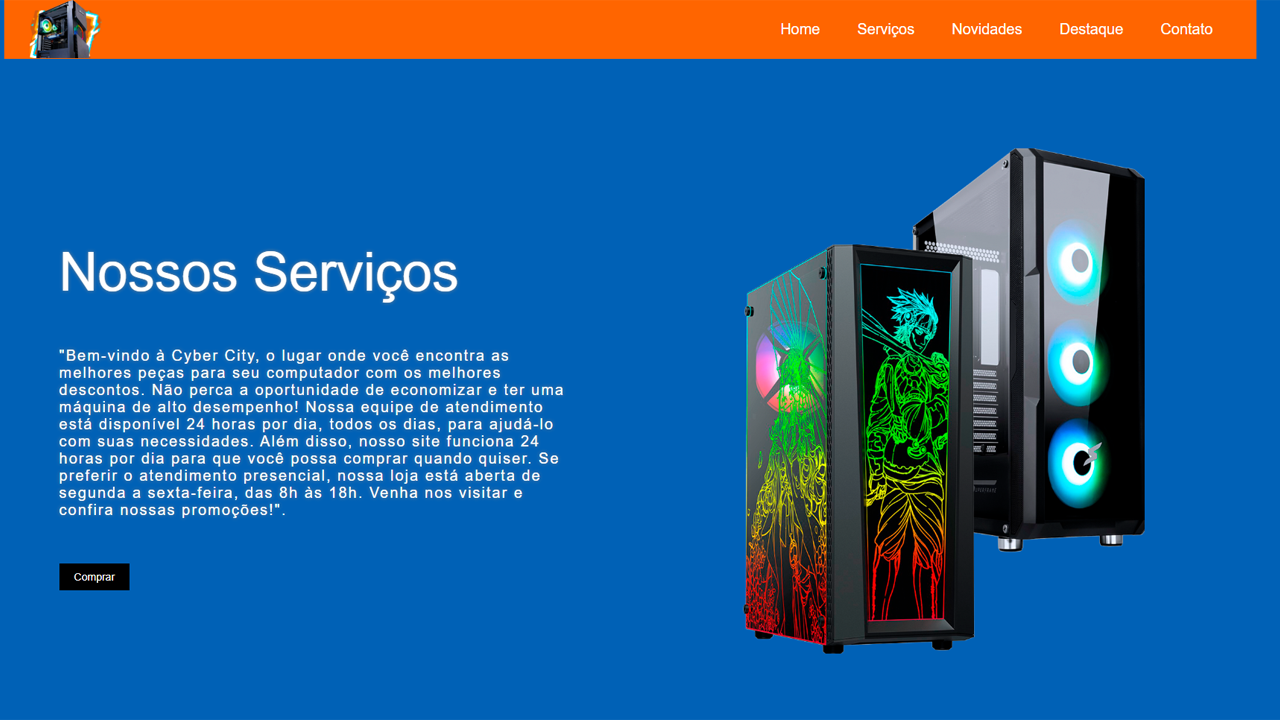 Home Serviços Novidades Destaque Contato
Nossos Serviços
"Bem-vindo à Cyber City, o lugar onde você encontra as
melhores peças para seu computador com os melhores
descontos. Não perca a oportunidade de economizar e ter uma
máquina de alto desempenho! Nossa equipe de atendimento
está disponível 24 horas por dia, todos os dias, para ajudá-lo
com suas necessidades. Além disso, nosso site funciona 24
horas por dia para que você possa comprar quando quiser. Se
preferir o atendimento presencial, nossa loja está aberta de
segunda a sexta-feira, das 8h às 18h. Venha nos visitar e
confira nossas promoções!".
Comprar